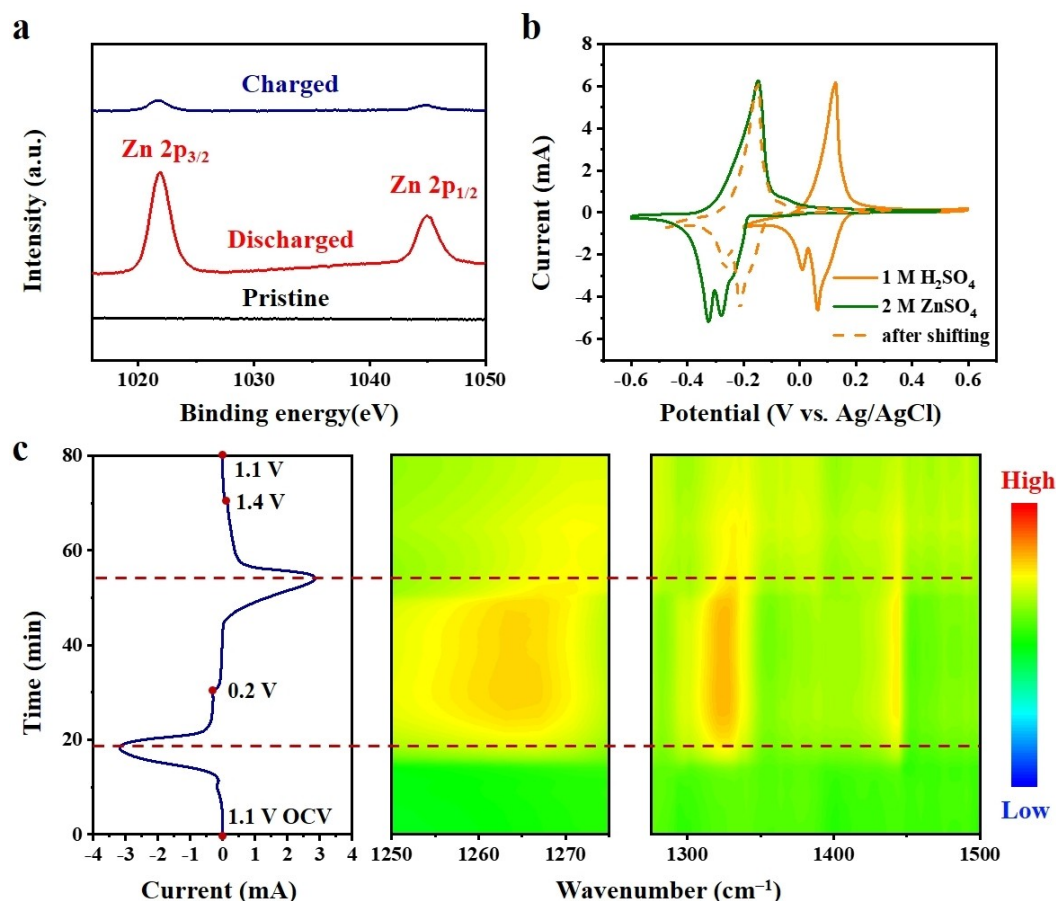 a
Intensity (a.u.)
Charged
Zn 2p3/2
Zn 2p1/2
Discharged
Pristine
1020 1030 1040 1050
Binding energy(eV)
b
Current (mA)
8
6
4
2
0
-2
-4
-6
1 M H₂SO₄
2 M ZnSO₄
after shifting
-0.6 -0.4 -0.2 0.0 0.2 0.4 0.6
Potential (V vs. Ag/AgCl)
c
Time (min)
80
60
40
20
0
1.1 V
1.4 V
0.2 V
1.1 V OCV
-4 -3 -2 -1 0 1 2 3 4
Current (mA)
1250 1260 1270
1300 1400 1500
Wavenumber (cm⁻¹)
High
Low